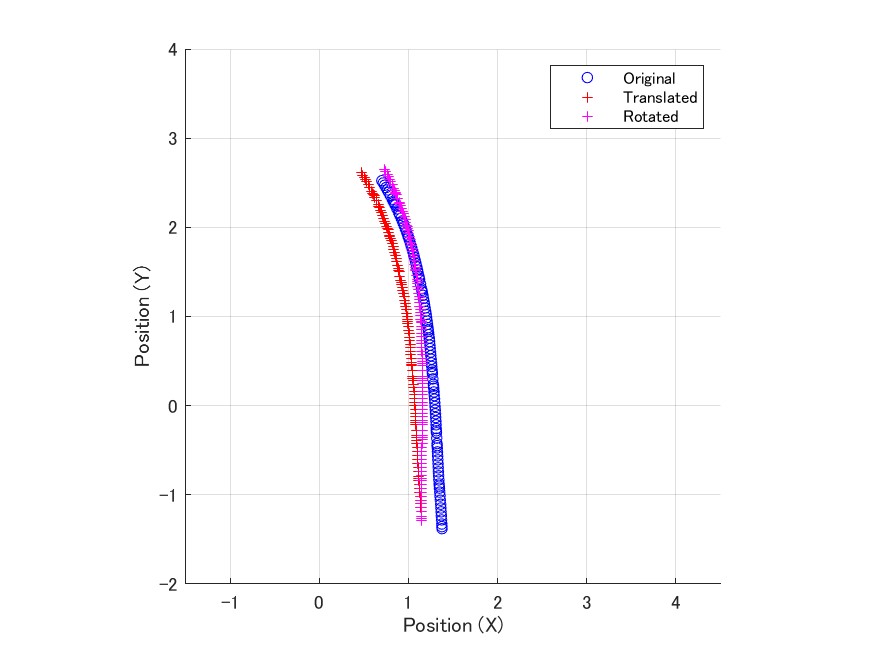 4
3
2
1
0
-1
-2
-1
0
1
2
3
4
Position (Y)
Position (X)
Original
Translated
Rotated